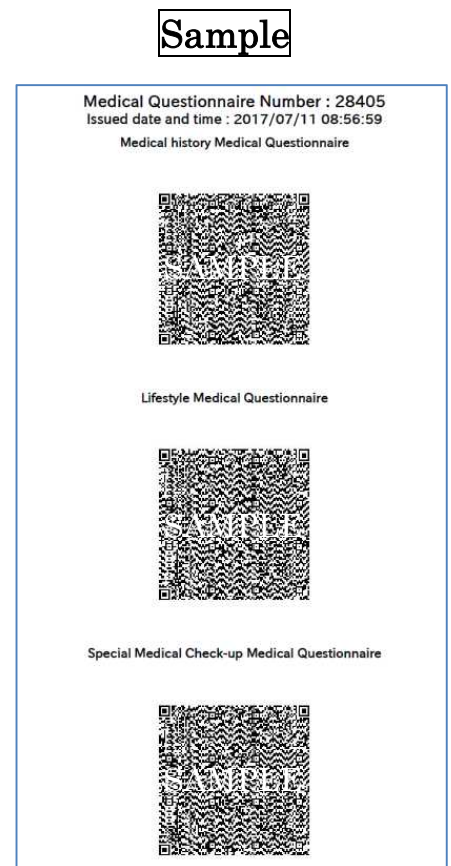 Sample
Medical Questionnaire Number : 28405
Issued date and time : 2017/07/11 08:56:59
Medical history Medical Questionnaire
SAMPLE
Lifestyle Medical Questionnaire
SAMPLE
Special Medical Check-up Medical Questionnaire
SAMPLE